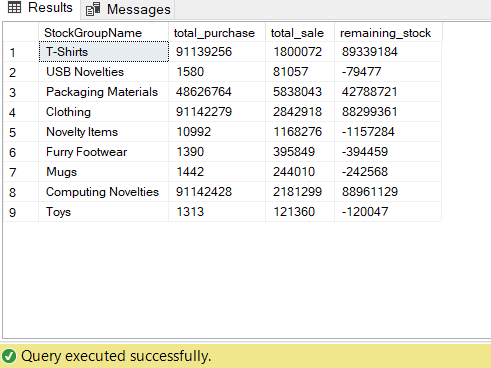 Results Messages
StockGroupName total_purchase total_sale remaining_stock
1 T-Shirts 91139256 1800072 89339184
2 USB Novelties 1580 81057 -79477
3 Packaging Materials 48626764 5838043 42788721
4 Clothing 91142279 2842918 88299361
5 Novelty Items 10992 1168276 -1157284
6 Furry Footwear 1390 395849 -394459
7 Mugs 1442 244010 -242568
8 Computing Novelties 91142428 2181299 88961129
9 Toys 1313 121360 -120047
Query executed successfully.